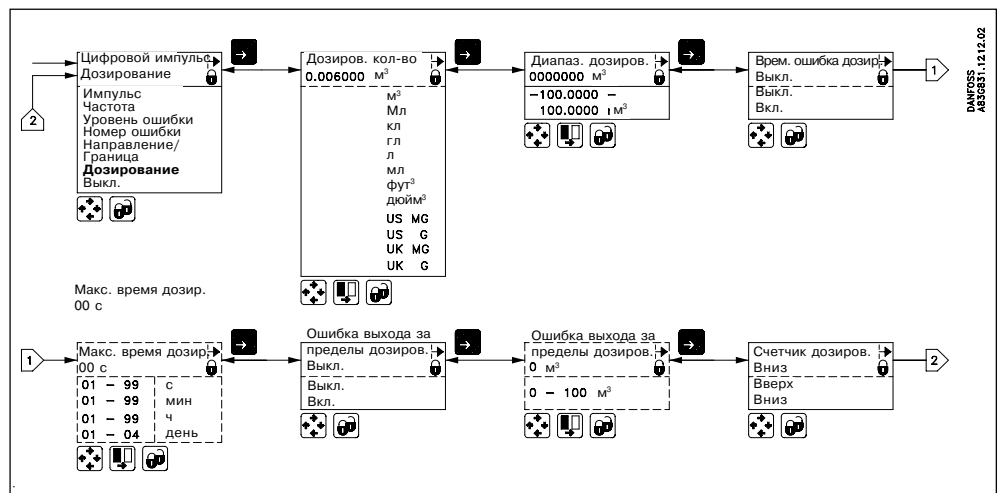 Цифровой импульс
Дозирование
Импульс
Частота
Уровень ошибки
Номер ошибки
Направление/
Граница
Дозирование
Выкл.
2
Дозиров. кол-во
0.006000 м³
м³
Мл
кл
гл
л
мл
фут³
дюйм³
US MG
US G
UK MG
UK G
Диапаз. дозиров.
0000000 м³
–100.0000 –
100.0000 м³
Врем. ошибка дозир.
Выкл.
Выкл.
Вкл.
1
DANFOSS
A83G831.12.12.02
Макс. время дозир.
00 с
1
Макс. время дозир.
00 с
01 – 99 с
01 – 99 мин
01 – 99 ч
01 – 04 день
Ошибка выхода за
пределы дозиров.
Выкл.
Выкл.
Вкл.
Ошибка выхода за
пределы дозиров.
0 м³
0 – 100 м³
Счетчик дозиров.
Вниз
Вверх
Вниз
2